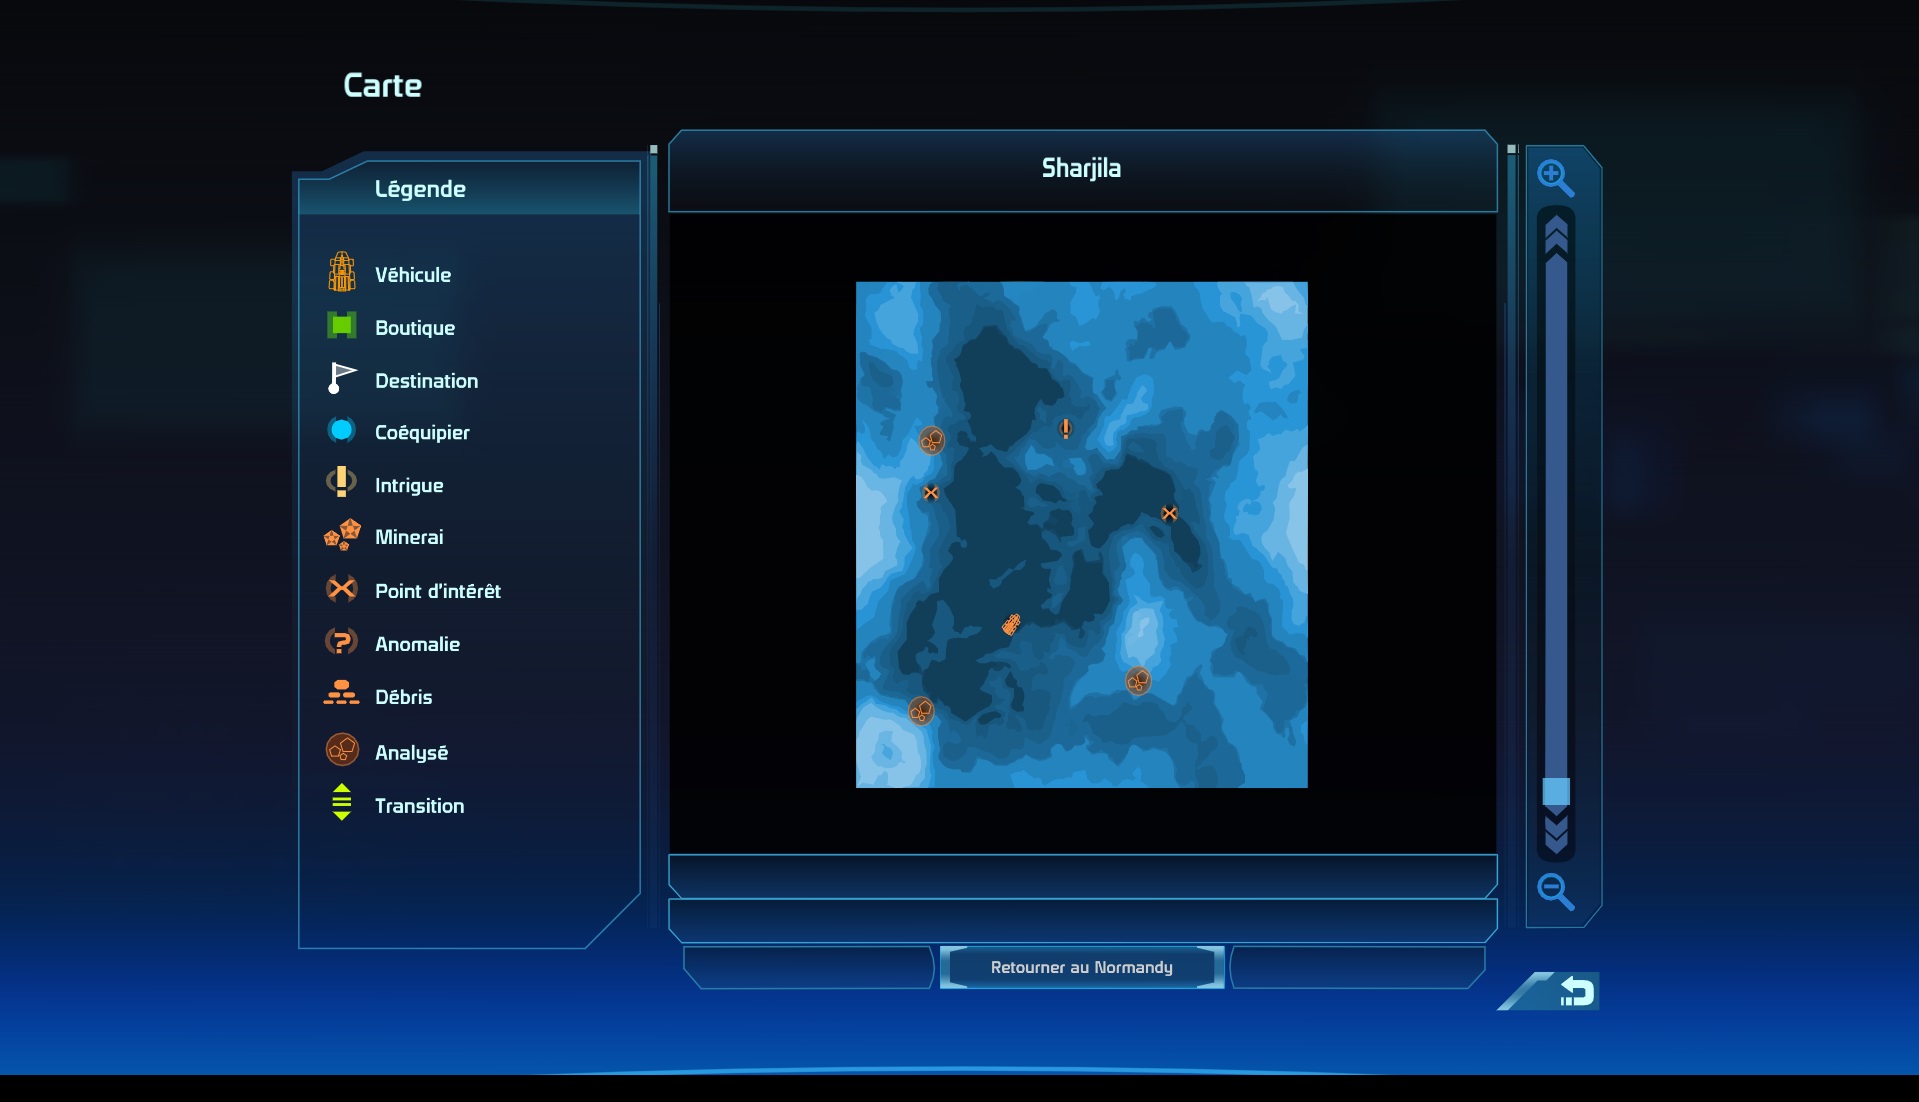 Carte
Légende
Véhicule
Boutique
Destination
Coéquipier
Intrigue
Minerai
Point d'intérêt
Anomalie
Débris
Analysé
Transition
Sharjila
Retourner au Normandy